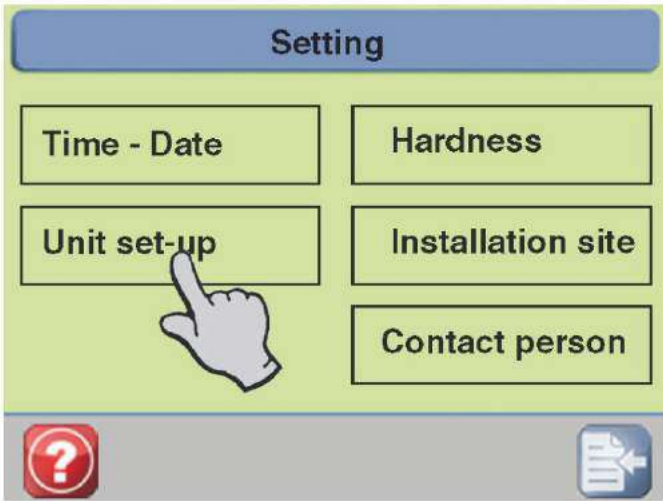 Setting
Time - Date
Hardness
Unit set-up
Installation site
Contact person
?